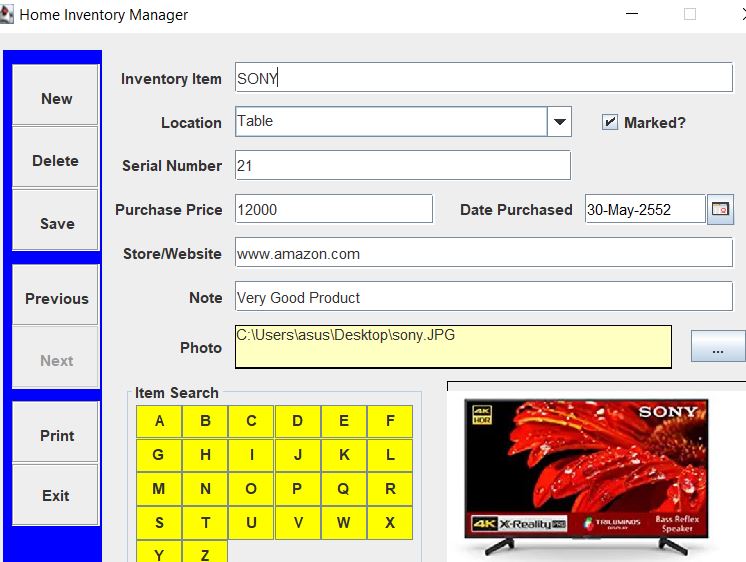 Home Inventory Manager
New
Delete
Save
Previous
Next
Print
Exit
Inventory Item SONY
Location Table Marked?
Serial Number 21
Purchase Price 12000 Date Purchased 30-May-2552
Store/Website www.amazon.com
Note Very Good Product
Photo C:\Users\asus\Desktop\sony.JPG ...
Item Search
A B C D E F
G H I J K L
M N O P Q R
S T U V W X
Y Z
4K HDR SONY
4K X-Reality PRO TRILUMINOS DISPLAY Bass Reflex Speaker